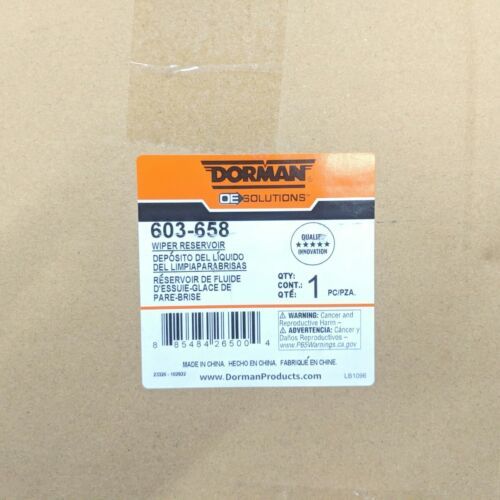 DORMAN
OE SOLUTIONS™
603-658
WIPER RESERVOIR
DEPÓSITO DEL LÍQUIDO
DEL LIMPIAPARABRISAS
RÉSERVOIR DE FLUIDE
D'ESSUIE-GLACE DE
PARE-BRISE
QUALITY
★★★★★
INNOVATION
QTY:
CONT.:
QTÉ:
1 PC/PZA.
8 85484 26500 4
⚠ WARNING: Cancer and
Reproductive Harm –
⚠ ADVERTENCIA: Cáncer y
Daños Reproductivos –
www.P65Warnings.ca.gov
MADE IN CHINA. HECHO EN CHINA. FABRIQUÉ EN CHINE.
www.DormanProducts.com
LB1096